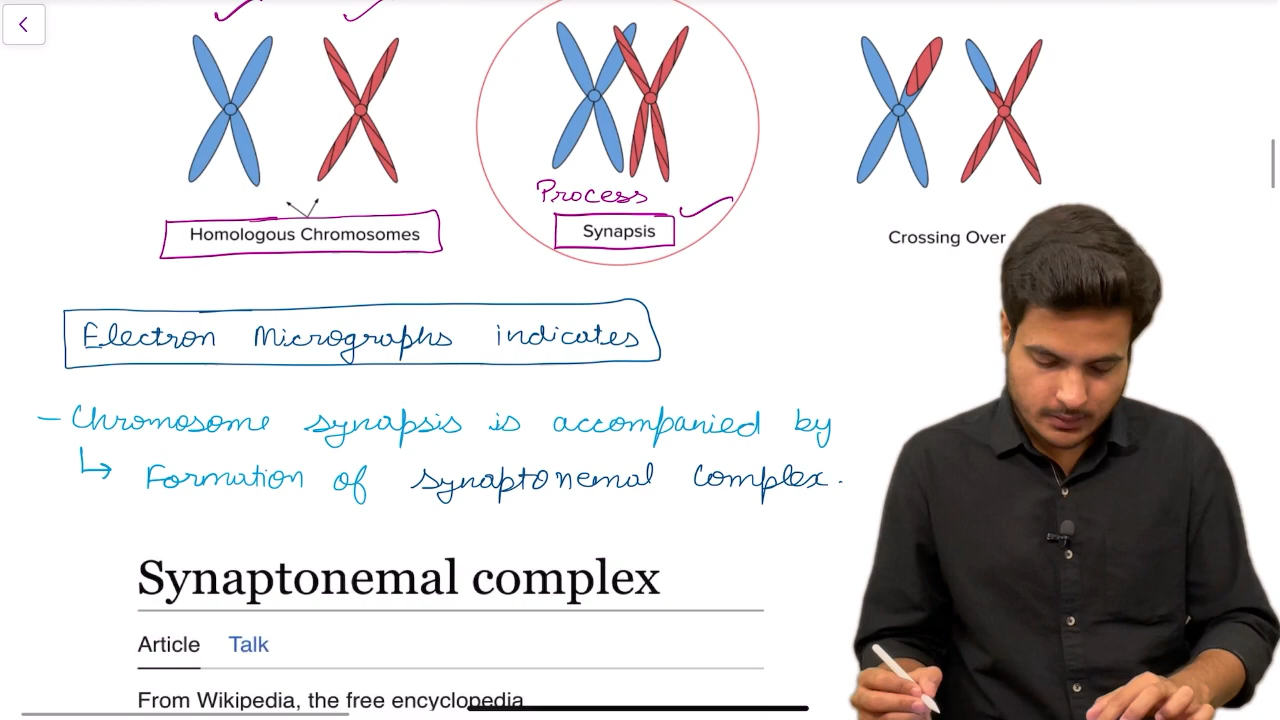 Process
Homologous Chromosomes
Synapsis
Crossing Over
Electron Micrographs indicates
- Chromosome synapsis is accompanied by
↳ Formation of synaptonemal complex.
Synaptonemal complex
Article Talk
From Wikipedia, the free encyclopedia